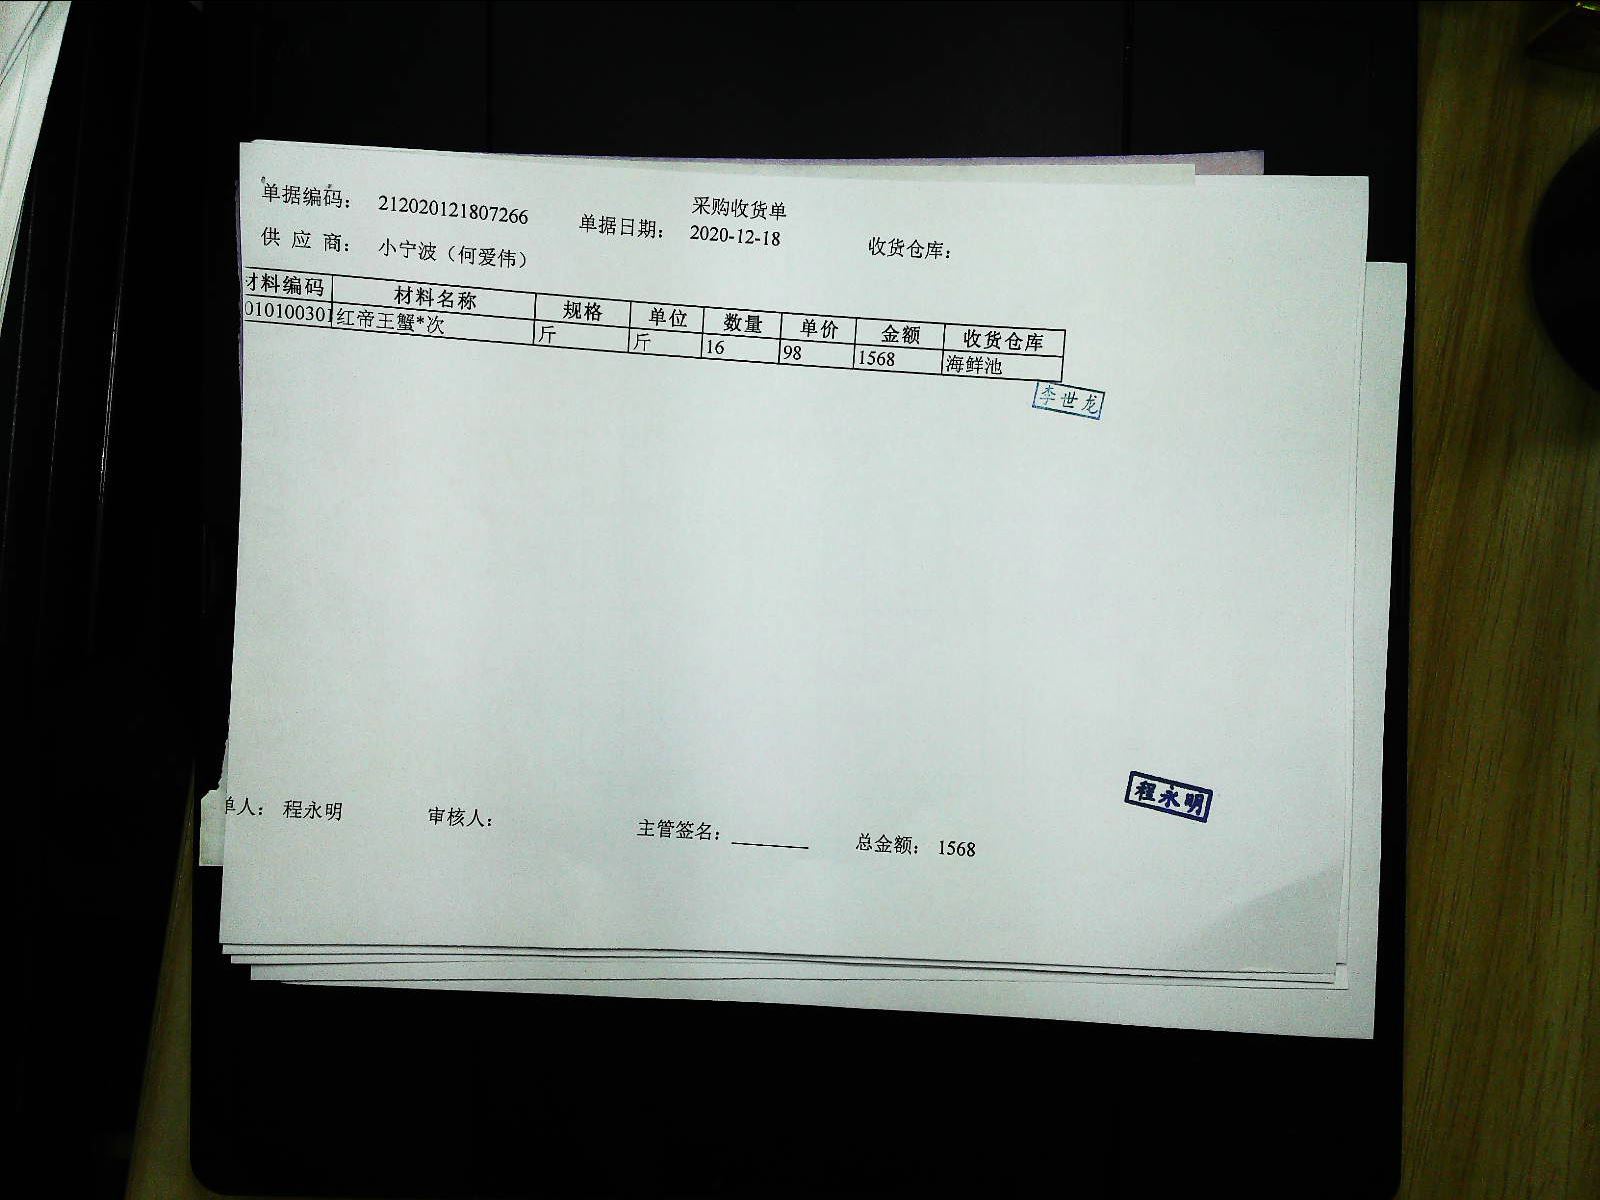 采购收货单
单据编码: 212020121807266 单据日期: 2020-12-18 收货仓库:
供应商: 小宁波（何爱伟）
材料编码 材料名称 规格 单位 数量 单价 金额 收货仓库
010100301 红帝王蟹*次 斤 斤 16 98 1568 海鲜池
李世龙
程永明
单人: 程永明 审核人: 主管签名: ______ 总金额: 1568